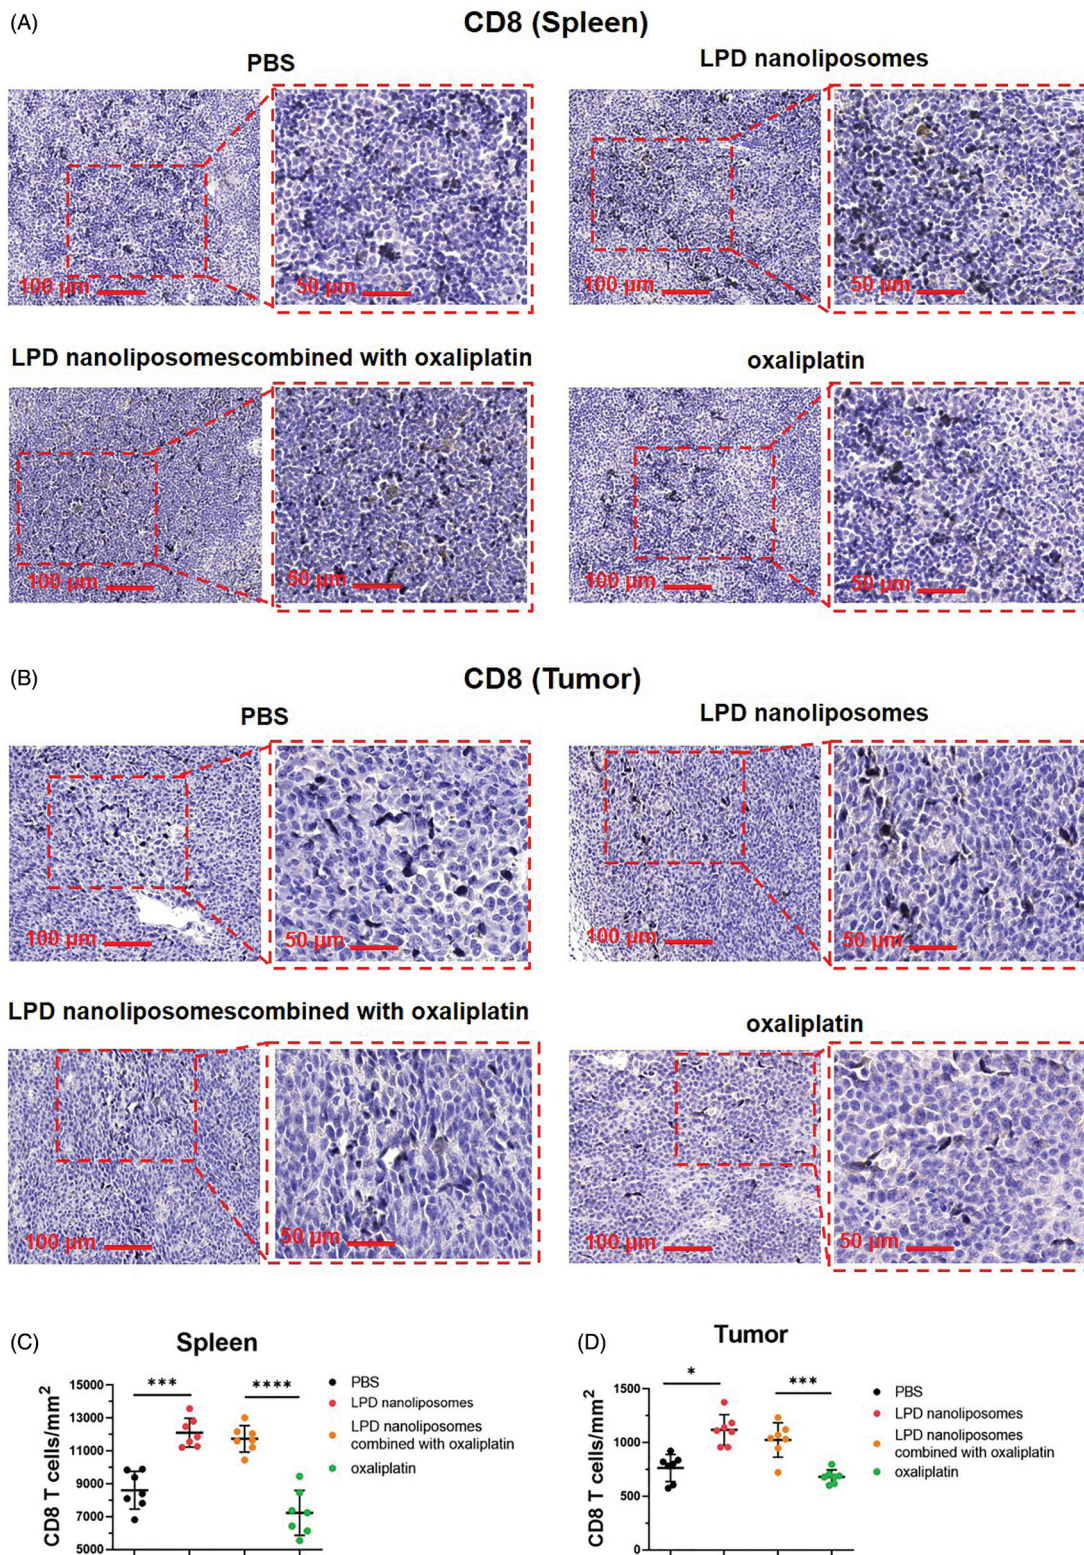 (A)
CD8 (Spleen)
PBS
LPD nanoliposomes
100 µm
50 µm
100 µm
50 µm
LPD nanoliposomescombined with oxaliplatin
oxaliplatin
100 µm
50 µm
100 µm
50 µm
(B)
CD8 (Tumor)
PBS
LPD nanoliposomes
100 µm
50 µm
100 µm
50 µm
LPD nanoliposomescombined with oxaliplatin
oxaliplatin
100 µm
50 µm
100 µm
50 µm
(C)
Spleen
CD8 T cells/mm²
15000
13000
11000
9000
7000
5000
***
****
PBS
LPD nanoliposomes
LPD nanoliposomes
combined with oxaliplatin
oxaliplatin
(D)
Tumor
CD8 T cells/mm²
1500
1000
500
0
*
***
PBS
LPD nanoliposomes
LPD nanoliposomes
combined with oxaliplatin
oxaliplatin